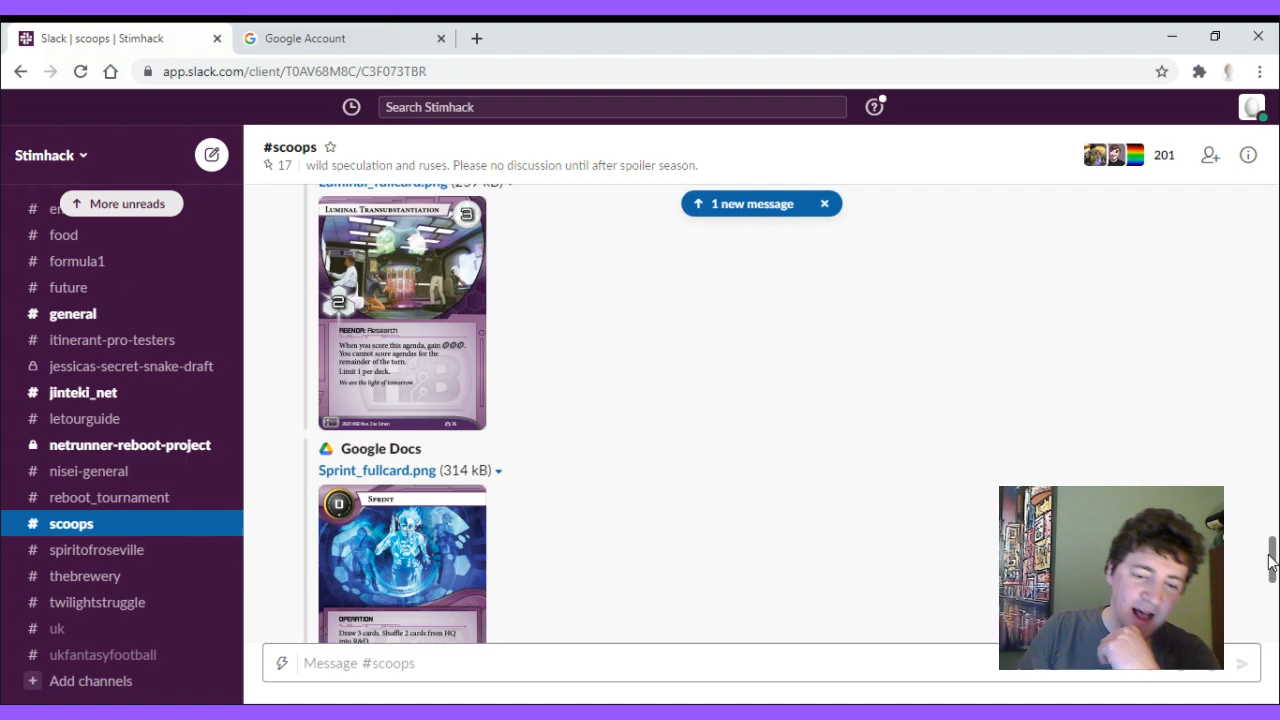 Slack | scoops | Stimhack
Google Account
app.slack.com/client/T0AV68M8C/C3F073TBR
Search Stimhack
Stimhack
More unreads
# food
# formula1
# future
# general
# itinerant-pro-testers
jessicas-secret-snake-draft
# jinteki_net
# letourguide
netrunner-reboot-project
# nisei-general
# reboot_tournament
# scoops
# spiritofroseville
# thebrewery
# twilightstruggle
# uk
# ukfantasyfootball
+ Add channels
#scoops
17 wild speculation and ruses. Please no discussion until after spoiler season.
201
1 new message
Luminal_fullcard.png
Luminal Transubstantiation
3
2
AGENDA: Research
When you score this agenda, gain
You cannot score agendas for the
remainder of the turn.
Limit 1 per deck.
We are the light of tomorrow
Google Docs
Sprint_fullcard.png (314 kB)
0
Sprint
OPERATION
Draw 3 cards. Shuffle 2 cards from HQ
into R&D.
Message #scoops